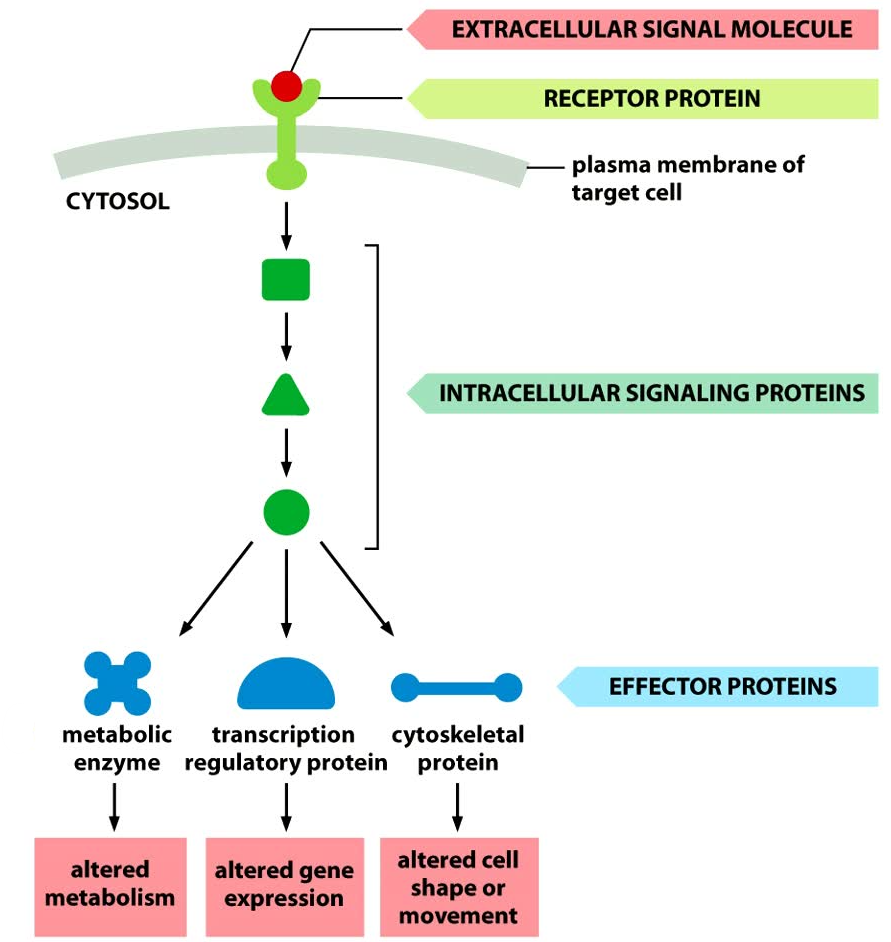 EXTRACELLULAR SIGNAL MOLECULE
RECEPTOR PROTEIN
plasma membrane of
target cell
CYTOSOL
INTRACELLULAR SIGNALING PROTEINS
EFFECTOR PROTEINS
metabolic
enzyme
transcription
regulatory protein
cytoskeletal
protein
altered
metabolism
altered gene
expression
altered cell
shape or
movement